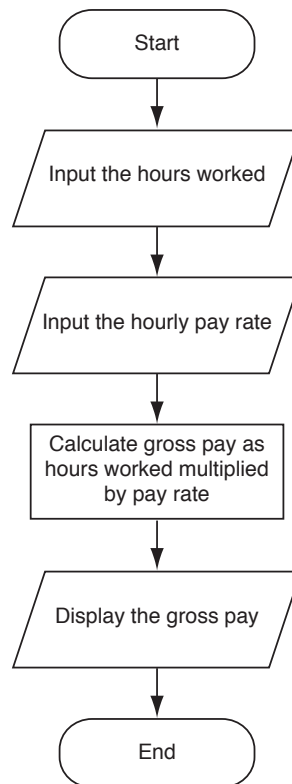 Start
Input the hours worked
Input the hourly pay rate
Calculate gross pay as
hours worked multiplied
by pay rate
Display the gross pay
End